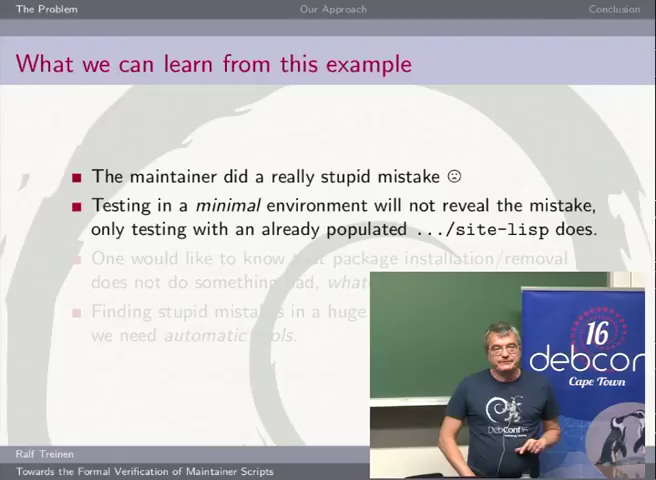 The Problem
Our Approach
Conclusion
What we can learn from this example
The maintainer did a really stupid mistake ☹
Testing in a minimal environment will not reveal the mistake,
only testing with an already populated .../site-lisp does.
One would like to know that package installation/removal
does not do something bad,
Finding stupid mistakes in a huge
we need automatic tools.
16
debcon
Cape Town
DebConf
Ralf Treinen
Towards the Formal Verification of Maintainer Scripts